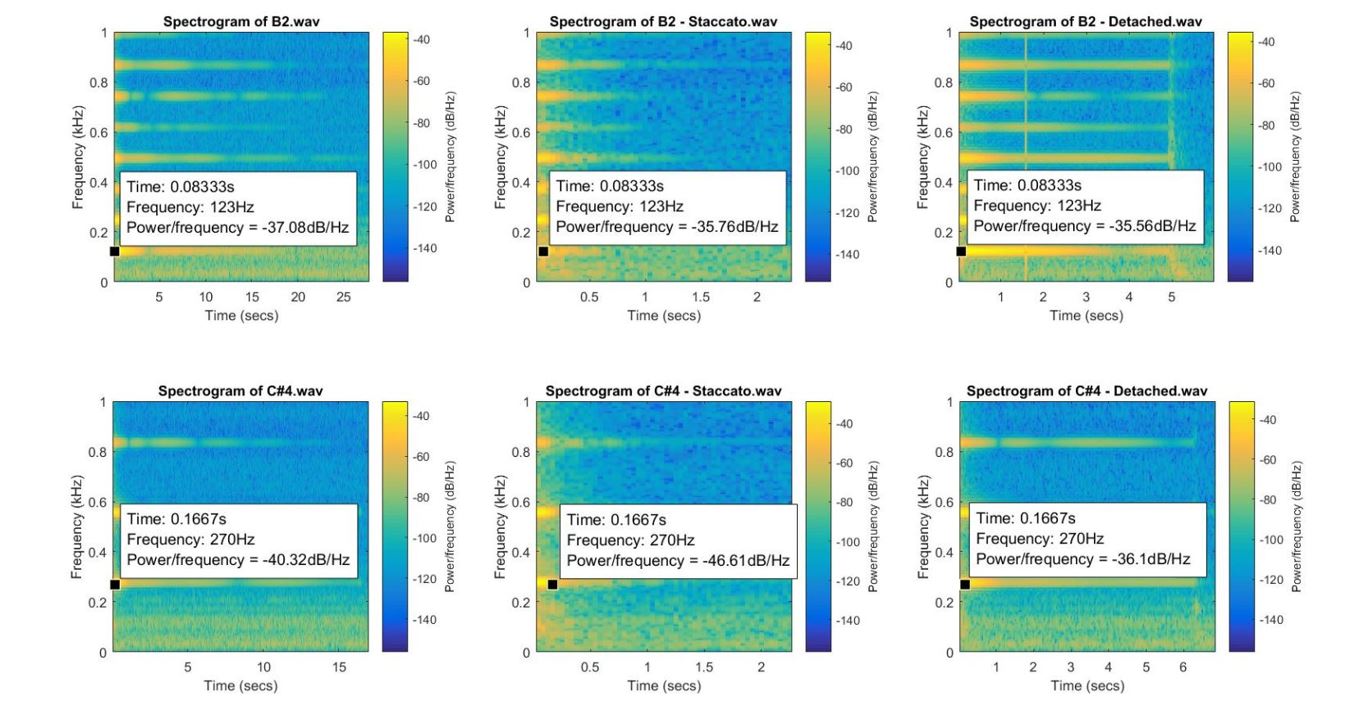 Spectrogram of B2.wav
Spectrogram of B2 - Staccato.wav
Spectrogram of B2 - Detached.wav
1
0.8
0.6
0.4
0.2
0
Frequency (kHz)
Time: 0.08333s
Frequency: 123Hz
Power/frequency = -37.08dB/Hz
5 10 15 20 25
Time (secs)
-40
-60
-80
-100
-120
-140
Power/frequency (dB/Hz)
1
0.8
0.6
0.4
0.2
0
Frequency (kHz)
Time: 0.08333s
Frequency: 123Hz
Power/frequency = -35.76dB/Hz
0.5 1 1.5 2
Time (secs)
-40
-60
-80
-100
-120
-140
Power/frequency (dB/Hz)
1
0.8
0.6
0.4
0.2
0
Frequency (kHz)
Time: 0.08333s
Frequency: 123Hz
Power/frequency = -35.56dB/Hz
1 2 3 4 5
Time (secs)
-40
-60
-80
-100
-120
-140
Power/frequency (dB/Hz)
Spectrogram of C#4.wav
Spectrogram of C#4 - Staccato.wav
Spectrogram of C#4 - Detached.wav
1
0.8
0.6
0.4
0.2
0
Frequency (kHz)
Time: 0.1667s
Frequency: 270Hz
Power/frequency = -40.32dB/Hz
5 10 15
Time (secs)
-40
-60
-80
-100
-120
-140
Power/frequency (dB/Hz)
1
0.8
0.6
0.4
0.2
0
Frequency (kHz)
Time: 0.1667s
Frequency: 270Hz
Power/frequency = -46.61dB/Hz
0.5 1 1.5 2
Time (secs)
-40
-60
-80
-100
-120
-140
Power/frequency (dB/Hz)
1
0.8
0.6
0.4
0.2
0
Frequency (kHz)
Time: 0.1667s
Frequency: 270Hz
Power/frequency = -36.1dB/Hz
1 2 3 4 5 6
Time (secs)
-40
-60
-80
-100
-120
-140
Power/frequency (dB/Hz)